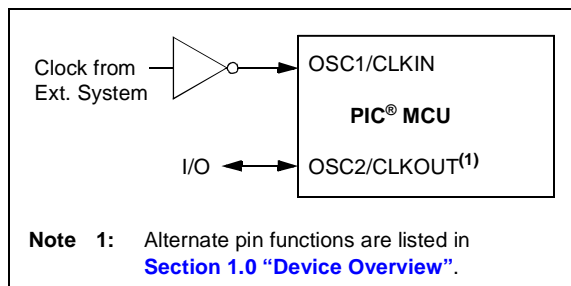 Clock from
Ext. System
OSC1/CLKIN
PIC® MCU
I/O
OSC2/CLKOUT(1)
Note 1: Alternate pin functions are listed in
Section 1.0 “Device Overview”.